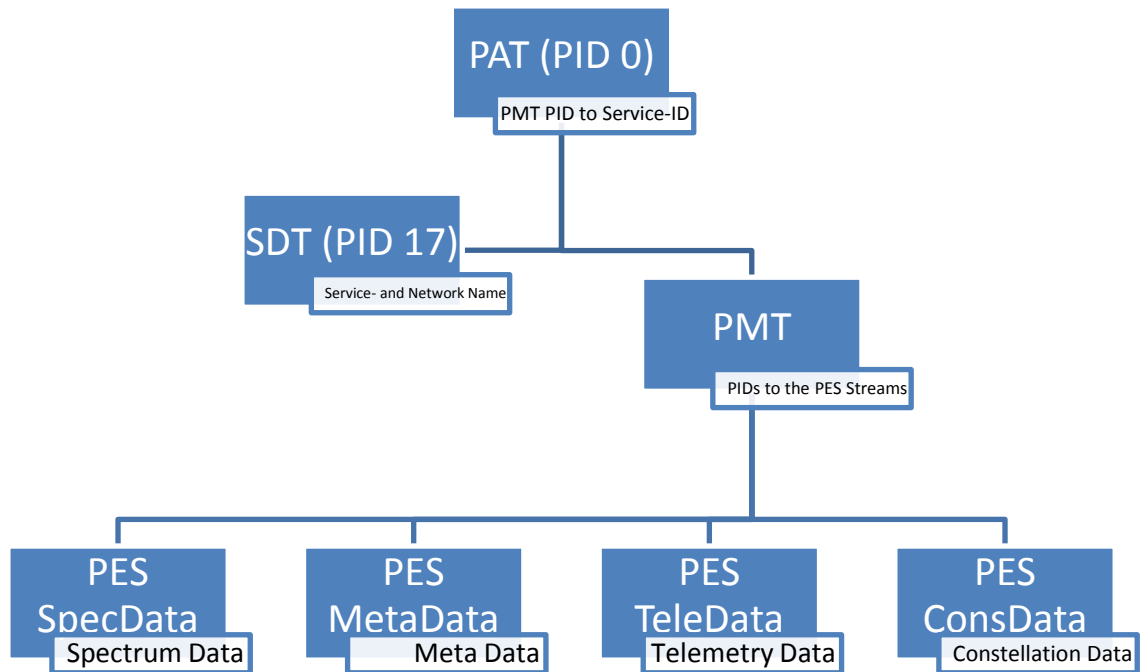 PAT (PID 0)
PMT PID to Service-ID
SDT (PID 17)
Service- and Network Name
PMT
PIDs to the PES Streams
PES
SpecData
Spectrum Data
PES
MetaData
Meta Data
PES
TeleData
Telemetry Data
PES
ConsData
Constellation Data